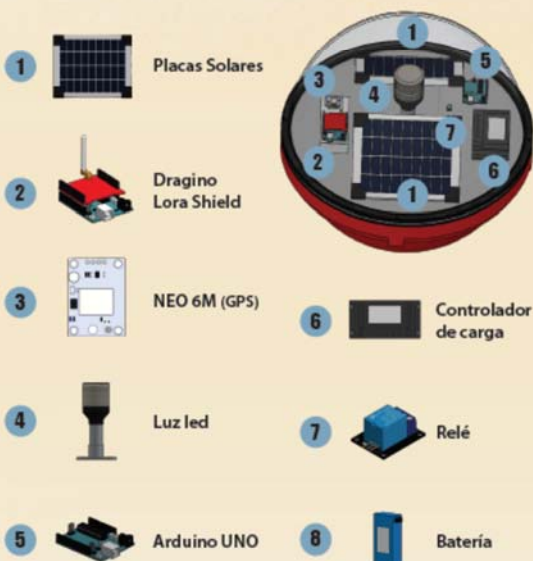 1
Placas Solares
2
Dragino
Lora Shield
3
NEO 6M (GPS)
4
Luz led
5
Arduino UNO
1
5
3
4
7
2
6
1
6
Controlador
de carga
7
Relé
8
Batería